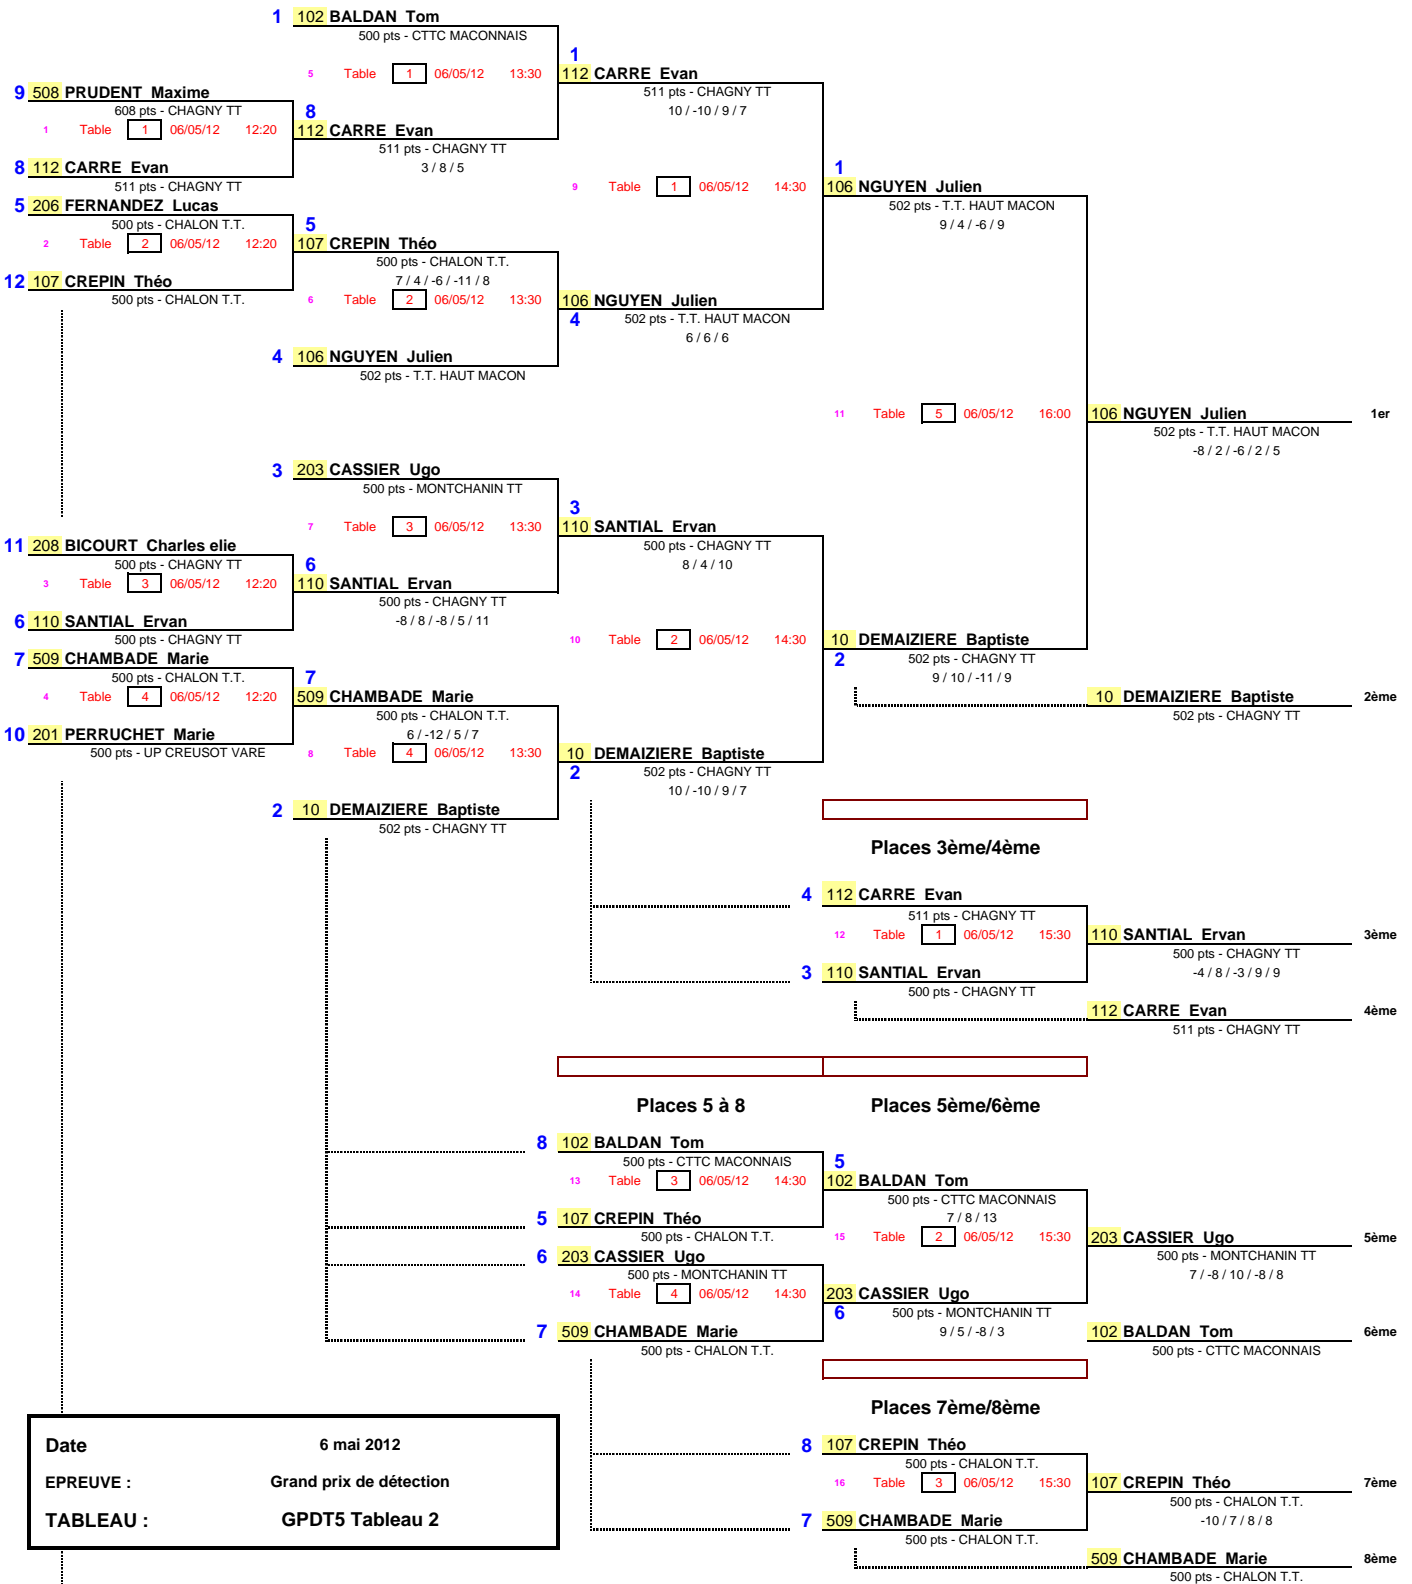 1 102 BALDAN Tom
500 pts - CTTC MACONNAIS
1
5 Table 1 06/05/12 13:30
112 CARRE Evan
511 pts - CHAGNY TT
10 / -10 / 9 / 7
9 508 PRUDENT Maxime
608 pts - CHAGNY TT
8
1 Table 1 06/05/12 12:20
112 CARRE Evan
511 pts - CHAGNY TT
3 / 8 / 5
8 112 CARRE Evan
511 pts - CHAGNY TT
1
9 Table 1 06/05/12 14:30
106 NGUYEN Julien
502 pts - T.T. HAUT MACON
9 / 4 / -6 / 9
5 206 FERNANDEZ Lucas
500 pts - CHALON T.T.
5
2 Table 2 06/05/12 12:20
107 CREPIN Théo
500 pts - CHALON T.T.
7 / 4 / -6 / -11 / 8
12 107 CREPIN Théo
500 pts - CHALON T.T.
6 Table 2 06/05/12 13:30
106 NGUYEN Julien
4
502 pts - T.T. HAUT MACON
6 / 6 / 6
4 106 NGUYEN Julien
502 pts - T.T. HAUT MACON
11 Table 5 06/05/12 16:00
106 NGUYEN Julien 1er
502 pts - T.T. HAUT MACON
-8 / 2 / -6 / 2 / 5
3 203 CASSIER Ugo
500 pts - MONTCHANIN TT
3
7 Table 3 06/05/12 13:30
110 SANTIAL Ervan
500 pts - CHAGNY TT
8 / 4 / 10
11 208 BICOURT Charles elie
500 pts - CHAGNY TT
6
3 Table 3 06/05/12 12:20
110 SANTIAL Ervan
500 pts - CHAGNY TT
-8 / 8 / -8 / 5 / 11
6 110 SANTIAL Ervan
500 pts - CHAGNY TT
10 Table 2 06/05/12 14:30
10 DEMAIZIERE Baptiste
2
502 pts - CHAGNY TT
9 / 10 / -11 / 9
7 509 CHAMBADE Marie
500 pts - CHALON T.T.
7
4 Table 4 06/05/12 12:20
509 CHAMBADE Marie
500 pts - CHALON T.T.
6 / -12 / 5 / 7
10 DEMAIZIERE Baptiste 2ème
502 pts - CHAGNY TT
10 201 PERRUCHET Marie
500 pts - UP CREUSOT VARE
8 Table 4 06/05/12 13:30
10 DEMAIZIERE Baptiste
2
502 pts - CHAGNY TT
10 / -10 / 9 / 7
2 10 DEMAIZIERE Baptiste
502 pts - CHAGNY TT
Places 3ème/4ème
4 112 CARRE Evan
511 pts - CHAGNY TT
12 Table 1 06/05/12 15:30
110 SANTIAL Ervan 3ème
500 pts - CHAGNY TT
-4 / 8 / -3 / 9 / 9
3 110 SANTIAL Ervan
500 pts - CHAGNY TT
112 CARRE Evan 4ème
511 pts - CHAGNY TT
Places 5 à 8
Places 5ème/6ème
8 102 BALDAN Tom
500 pts - CTTC MACONNAIS
5
13 Table 3 06/05/12 14:30
102 BALDAN Tom
500 pts - CTTC MACONNAIS
7 / 8 / 13
5 107 CREPIN Théo
500 pts - CHALON T.T.
15 Table 2 06/05/12 15:30
203 CASSIER Ugo 5ème
500 pts - MONTCHANIN TT
7 / -8 / 10 / -8 / 8
6 203 CASSIER Ugo
500 pts - MONTCHANIN TT
14 Table 4 06/05/12 14:30
203 CASSIER Ugo
6
500 pts - MONTCHANIN TT
9 / 5 / -8 / 3
7 509 CHAMBADE Marie
500 pts - CHALON T.T.
102 BALDAN Tom 6ème
500 pts - CTTC MACONNAIS
Places 7ème/8ème
8 107 CREPIN Théo
500 pts - CHALON T.T.
16 Table 3 06/05/12 15:30
107 CREPIN Théo 7ème
500 pts - CHALON T.T.
-10 / 7 / 8 / 8
7 509 CHAMBADE Marie
500 pts - CHALON T.T.
509 CHAMBADE Marie 8ème
500 pts - CHALON T.T.
Date 6 mai 2012
EPREUVE : Grand prix de détection
TABLEAU : GPDT5 Tableau 2